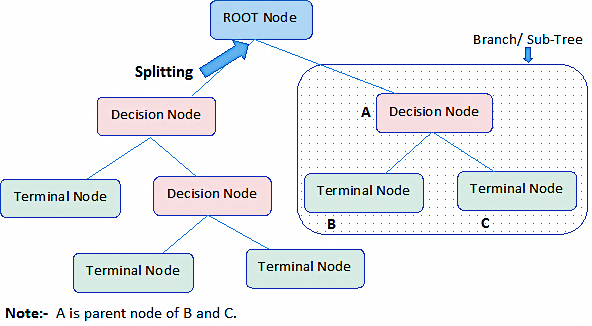 ROOT Node
Branch/ Sub-Tree
Splitting
Decision Node
A
Decision Node
Terminal Node
Decision Node
Terminal Node
Terminal Node
B
C
Terminal Node
Terminal Node
Note:- A is parent node of B and C.